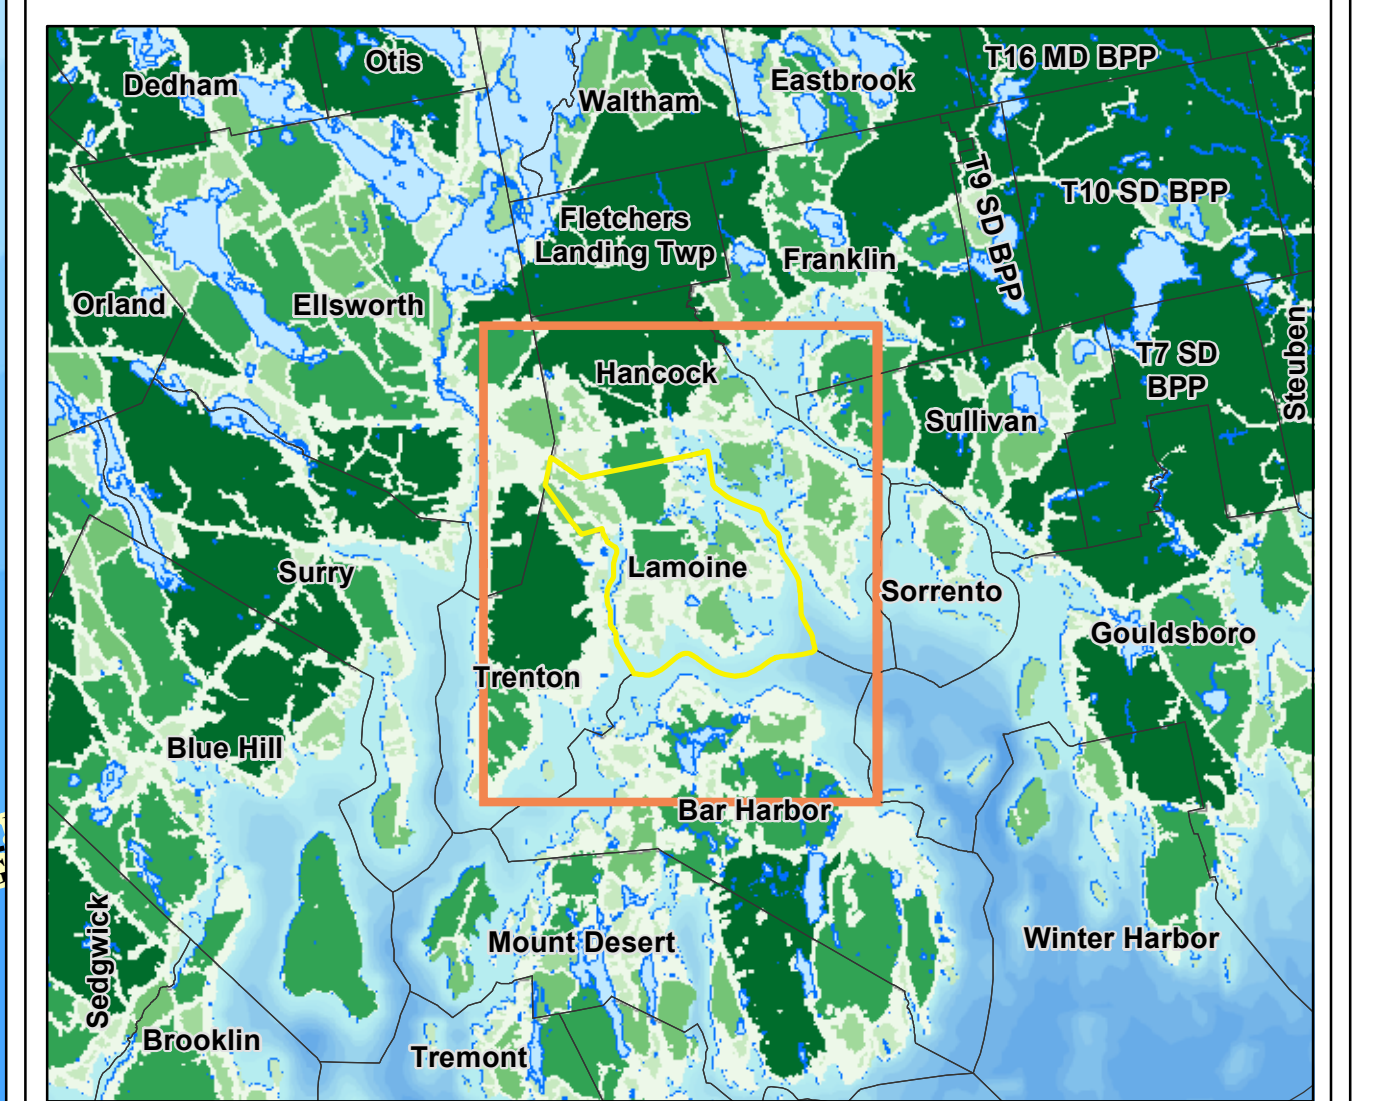 Otis
T16 MD BPP
Dedham
Eastbrook
Waltham
T9 SD BPP
T10 SD BPP
Fletchers
Landing Twp
Franklin
Orland
Ellsworth
Steuben
T7 SD
BPP
Hancock
Sullivan
Surry
Lamoine
Sorrento
Gouldsboro
Trenton
Blue Hill
Bar Harbor
Sedgwick
Mount Desert
Winter Harbor
Brooklin
Tremont